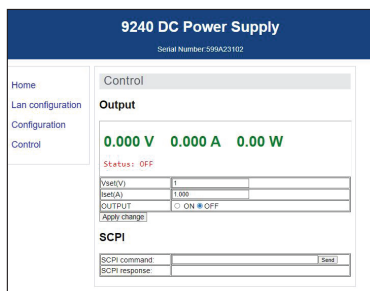 9240 DC Power Supply
Serial Number:599A23102
Home
Lan configuration
Configuration
Control
Control
Output
0.000 V 0.000 A 0.00 W
Status: OFF
Vset(V) 1
Iset(A) 1.000
OUTPUT ON OFF
Apply change
SCPI
SCPI command: Send
SCPI response: